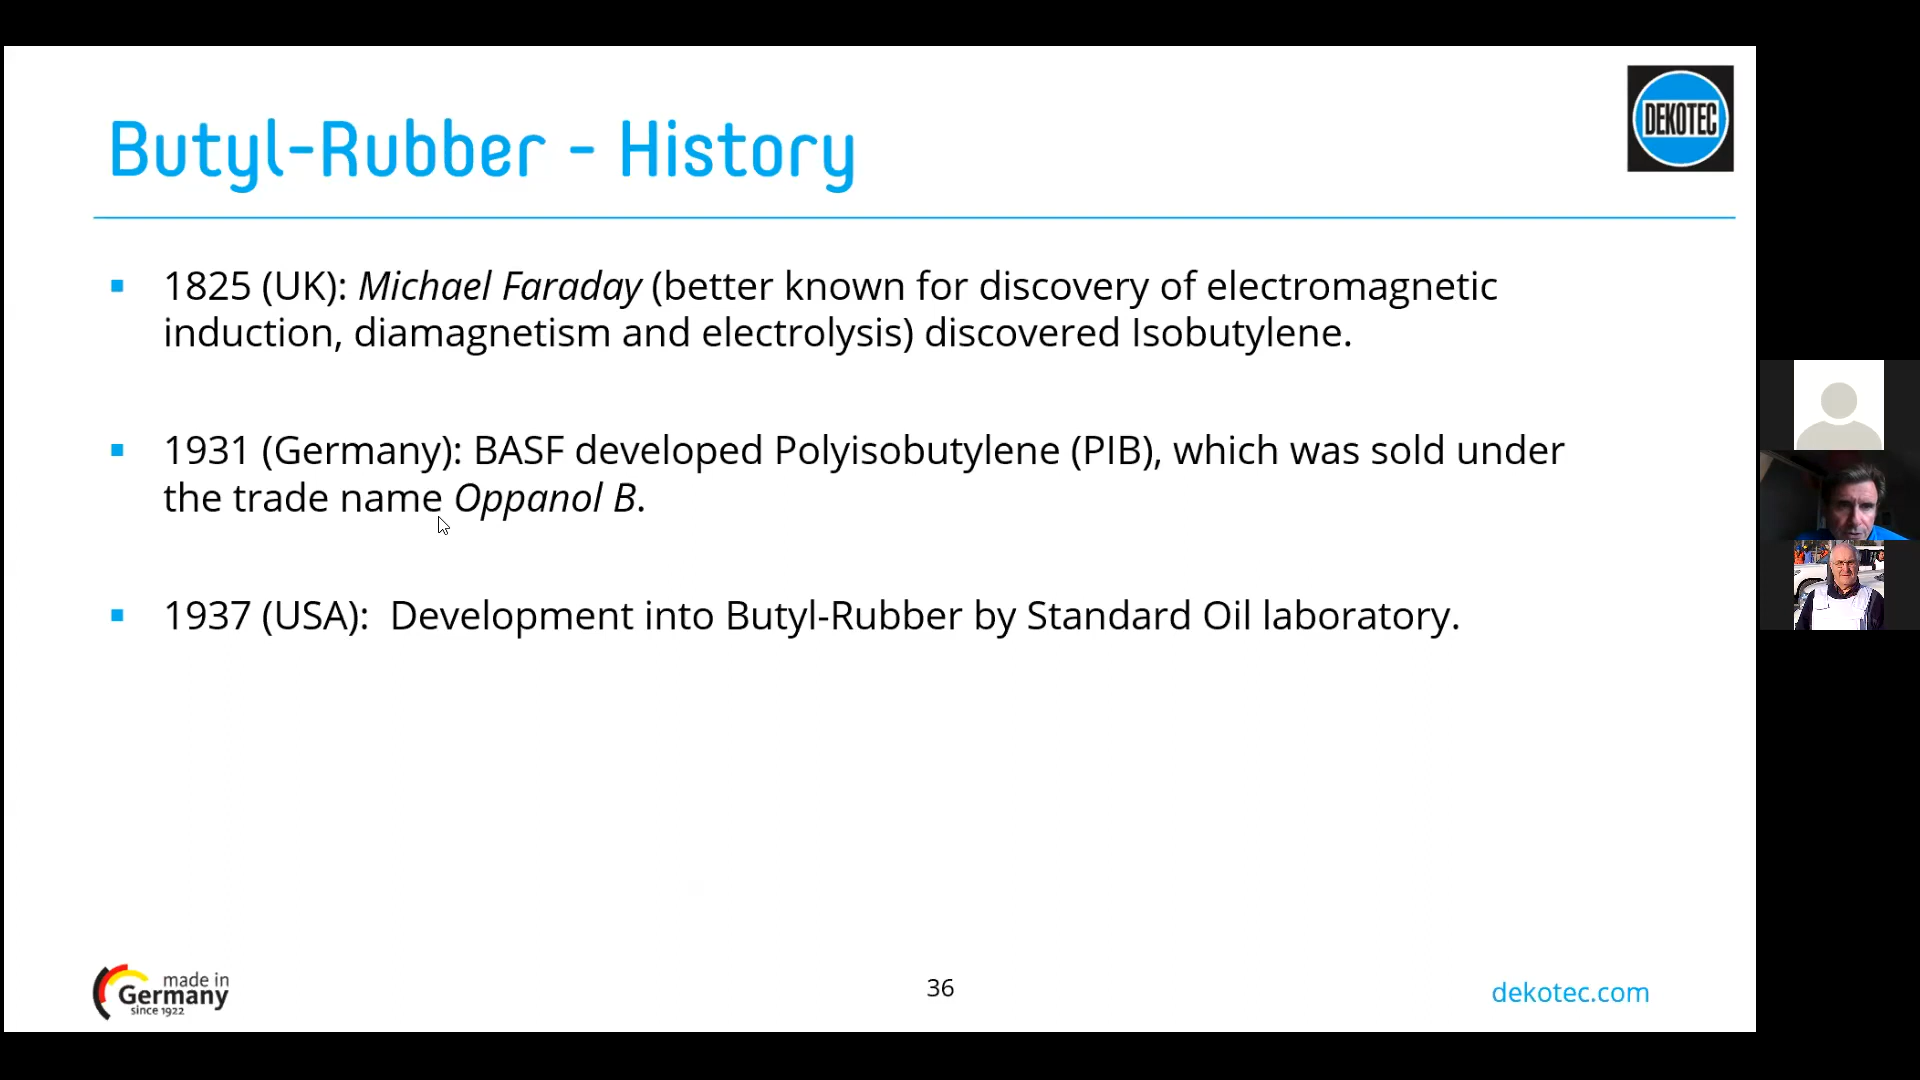 Butyl-Rubber - History
DEKOTEC
▪ 1825 (UK): Michael Faraday (better known for discovery of electromagnetic
induction, diamagnetism and electrolysis) discovered Isobutylene.
▪ 1931 (Germany): BASF developed Polyisobutylene (PIB), which was sold under
the trade name Oppanol B.
▪ 1937 (USA):  Development into Butyl-Rubber by Standard Oil laboratory.
made in
Germany
since 1922
36
dekotec.com